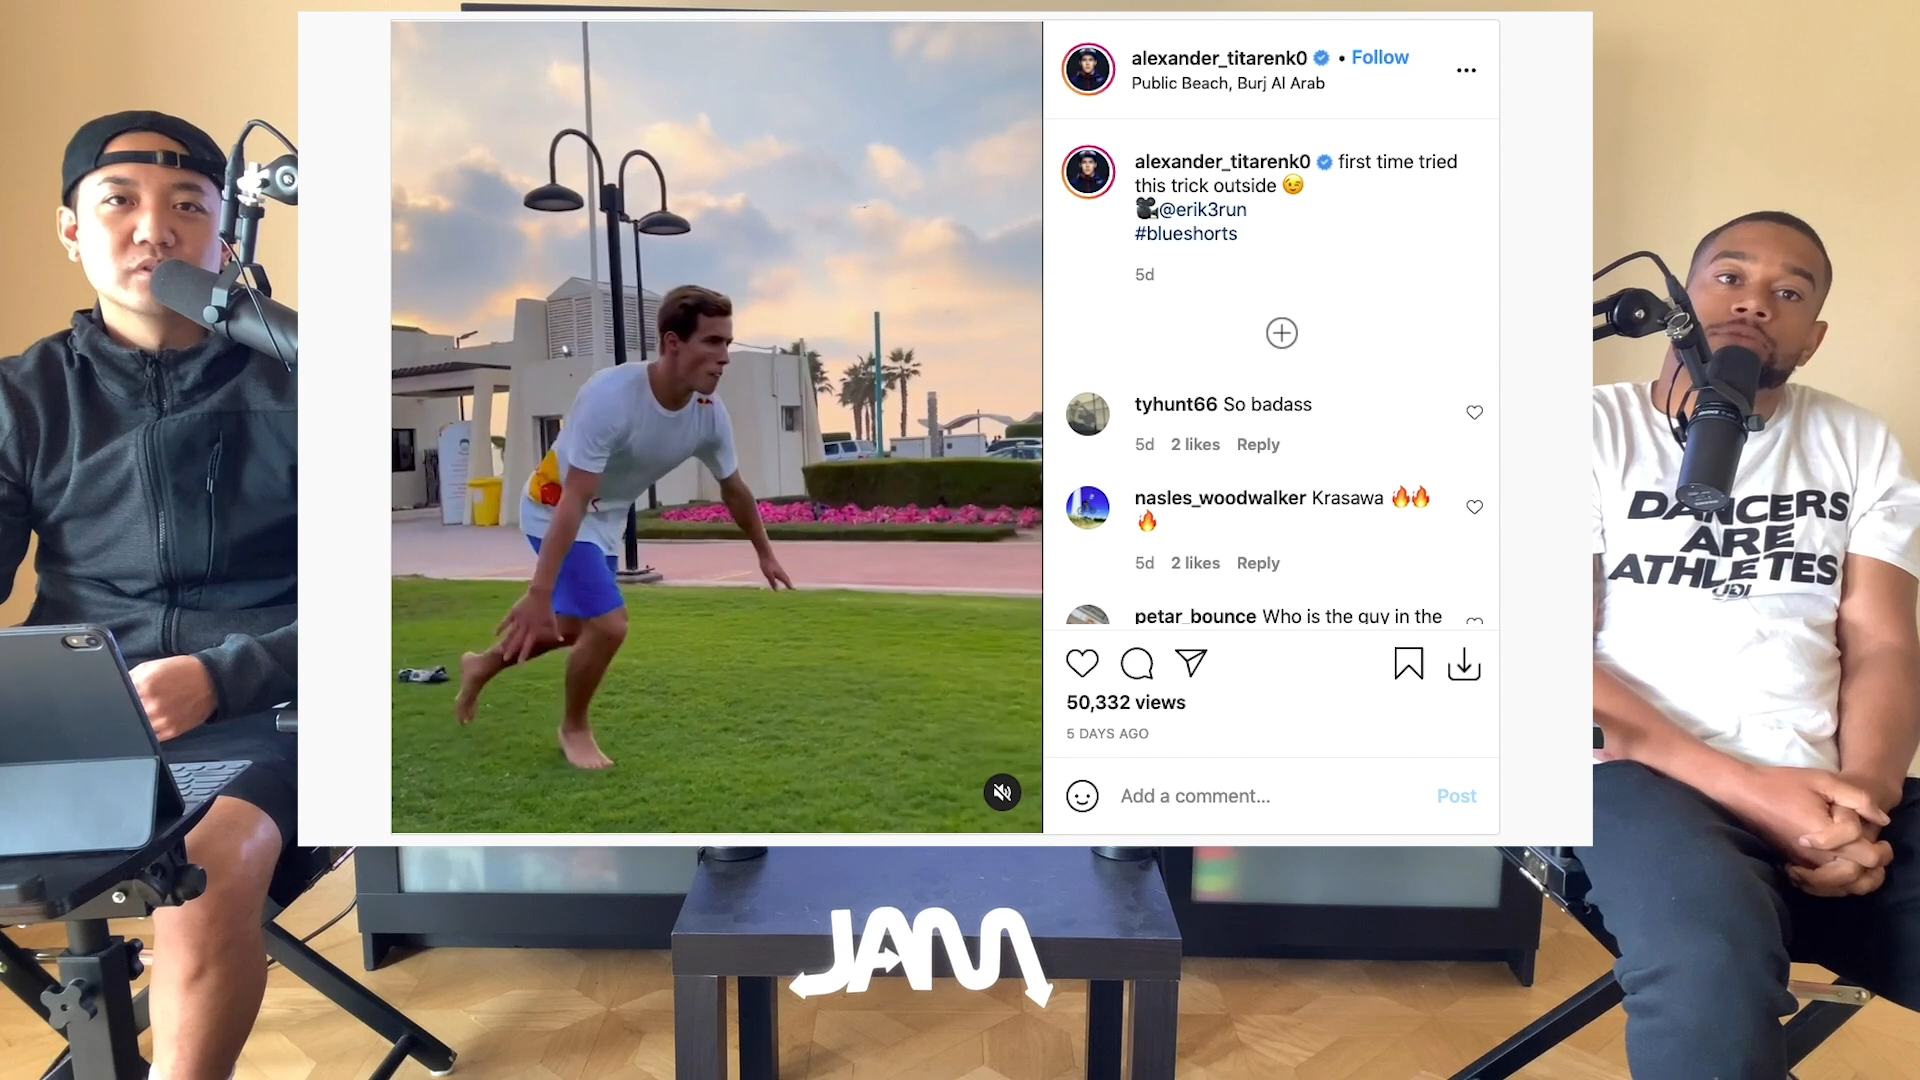 alexander_titarenk0 • Follow
Public Beach, Burj Al Arab
alexander_titarenk0 first time tried
this trick outside 😉
🎥@erik3run
#blueshorts
5d
tyhunt66 So badass
5d 2 likes Reply
nasles_woodwalker Krasawa 🔥🔥
🔥
5d 2 likes Reply
petar_bounce Who is the guy in the
50,332 views
5 DAYS AGO
Add a comment... Post
DANCERS
ARE
ATHLETES
JAM